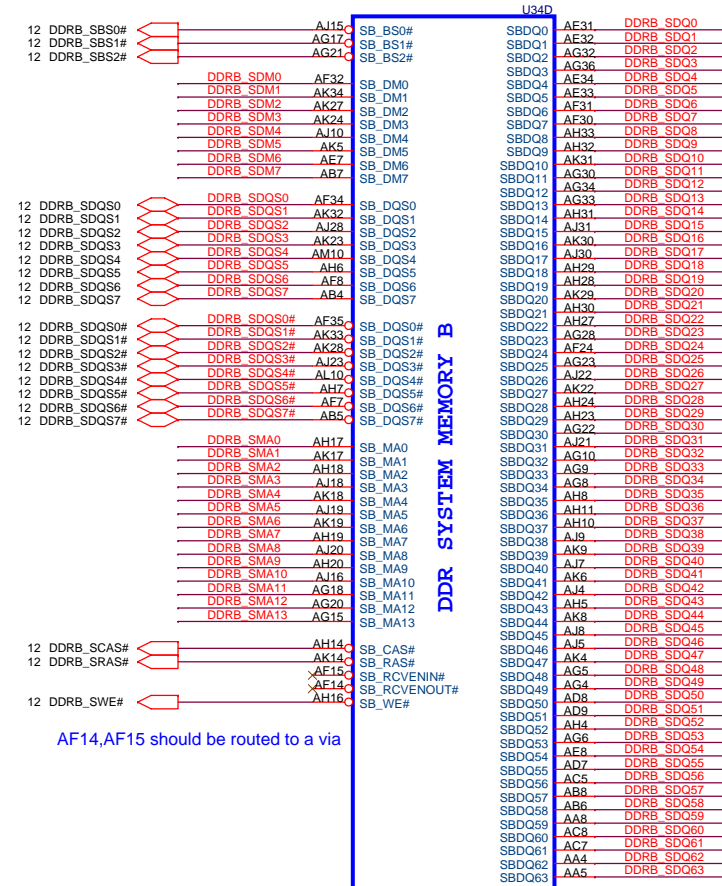 U34D
12 DDRB_SBS0# AJ15 SB_BS0#
12 DDRB_SBS1# AG17 SB_BS1#
12 DDRB_SBS2# AG21 SB_BS2#
DDRB_SDM0 AF32 SB_DM0
DDRB_SDM1 AK34 SB_DM1
DDRB_SDM2 AK27 SB_DM2
DDRB_SDM3 AK24 SB_DM3
DDRB_SDM4 AJ10 SB_DM4
DDRB_SDM5 AK5 SB_DM5
DDRB_SDM6 AE7 SB_DM6
DDRB_SDM7 AB7 SB_DM7
12 DDRB_SDQS0 DDRB_SDQS0 AF34 SB_DQS0
12 DDRB_SDQS1 DDRB_SDQS1 AK32 SB_DQS1
12 DDRB_SDQS2 DDRB_SDQS2 AJ28 SB_DQS2
12 DDRB_SDQS3 DDRB_SDQS3 AK23 SB_DQS3
12 DDRB_SDQS4 DDRB_SDQS4 AM10 SB_DQS4
12 DDRB_SDQS5 DDRB_SDQS5 AH6 SB_DQS5
12 DDRB_SDQS6 DDRB_SDQS6 AF8 SB_DQS6
12 DDRB_SDQS7 DDRB_SDQS7 AB4 SB_DQS7
12 DDRB_SDQS0# DDRB_SDQS0# AF35 SB_DQS0#
12 DDRB_SDQS1# DDRB_SDQS1# AK33 SB_DQS1#
12 DDRB_SDQS2# DDRB_SDQS2# AK28 SB_DQS2#
12 DDRB_SDQS3# DDRB_SDQS3# AJ23 SB_DQS3#
12 DDRB_SDQS4# DDRB_SDQS4# AL10 SB_DQS4#
12 DDRB_SDQS5# DDRB_SDQS5# AH7 SB_DQS5#
12 DDRB_SDQS6# DDRB_SDQS6# AF7 SB_DQS6#
12 DDRB_SDQS7# DDRB_SDQS7# AB5 SB_DQS7#
DDRB_SMA0 AH17 SB_MA0
DDRB_SMA1 AK17 SB_MA1
DDRB_SMA2 AH18 SB_MA2
DDRB_SMA3 AJ18 SB_MA3
DDRB_SMA4 AK18 SB_MA4
DDRB_SMA5 AJ19 SB_MA5
DDRB_SMA6 AK19 SB_MA6
DDRB_SMA7 AH19 SB_MA7
DDRB_SMA8 AJ20 SB_MA8
DDRB_SMA9 AH20 SB_MA9
DDRB_SMA10 AJ16 SB_MA10
DDRB_SMA11 AG18 SB_MA11
DDRB_SMA12 AG20 SB_MA12
DDRB_SMA13 AG15 SB_MA13
12 DDRB_SCAS# AH14 SB_CAS#
12 DDRB_SRAS# AK14 SB_RAS#
AF15 SB_RCVENIN#
AF14 SB_RCVENOUT#
12 DDRB_SWE# AH16 SB_WE#
AF14,AF15 should be routed to a via
DDR SYSTEM MEMORY B
SBDQ0 AE31 DDRB_SDQ0
SBDQ1 AE32 DDRB_SDQ1
SBDQ2 AG32 DDRB_SDQ2
SBDQ3 AG36 DDRB_SDQ3
SBDQ4 AE34 DDRB_SDQ4
SBDQ5 AE33 DDRB_SDQ5
SBDQ6 AF31 DDRB_SDQ6
SBDQ7 AF30 DDRB_SDQ7
SBDQ8 AH33 DDRB_SDQ8
SBDQ9 AH32 DDRB_SDQ9
SBDQ10 AK31 DDRB_SDQ10
SBDQ11 AG30 DDRB_SDQ11
SBDQ12 AG34 DDRB_SDQ12
SBDQ13 AG33 DDRB_SDQ13
SBDQ14 AH31 DDRB_SDQ14
SBDQ15 AJ31 DDRB_SDQ15
SBDQ16 AK30 DDRB_SDQ16
SBDQ17 AJ30 DDRB_SDQ17
SBDQ18 AH29 DDRB_SDQ18
SBDQ19 AH28 DDRB_SDQ19
SBDQ20 AK29 DDRB_SDQ20
SBDQ21 AH30 DDRB_SDQ21
SBDQ22 AH27 DDRB_SDQ22
SBDQ23 AG28 DDRB_SDQ23
SBDQ24 AF24 DDRB_SDQ24
SBDQ25 AG23 DDRB_SDQ25
SBDQ26 AJ22 DDRB_SDQ26
SBDQ27 AK22 DDRB_SDQ27
SBDQ28 AH24 DDRB_SDQ28
SBDQ29 AH23 DDRB_SDQ29
SBDQ30 AG22 DDRB_SDQ30
SBDQ31 AJ21 DDRB_SDQ31
SBDQ32 AG10 DDRB_SDQ32
SBDQ33 AG9 DDRB_SDQ33
SBDQ34 AG8 DDRB_SDQ34
SBDQ35 AH8 DDRB_SDQ35
SBDQ36 AH11 DDRB_SDQ36
SBDQ37 AH10 DDRB_SDQ37
SBDQ38 AJ9 DDRB_SDQ38
SBDQ39 AK9 DDRB_SDQ39
SBDQ40 AJ7 DDRB_SDQ40
SBDQ41 AK6 DDRB_SDQ41
SBDQ42 AJ4 DDRB_SDQ42
SBDQ43 AH5 DDRB_SDQ43
SBDQ44 AK8 DDRB_SDQ44
SBDQ45 AJ8 DDRB_SDQ45
SBDQ46 AJ5 DDRB_SDQ46
SBDQ47 AK4 DDRB_SDQ47
SBDQ48 AG5 DDRB_SDQ48
SBDQ49 AG4 DDRB_SDQ49
SBDQ50 AD8 DDRB_SDQ50
SBDQ51 AD9 DDRB_SDQ51
SBDQ52 AH4 DDRB_SDQ52
SBDQ53 AG6 DDRB_SDQ53
SBDQ54 AE8 DDRB_SDQ54
SBDQ55 AD7 DDRB_SDQ55
SBDQ56 AC5 DDRB_SDQ56
SBDQ57 AB8 DDRB_SDQ57
SBDQ58 AB6 DDRB_SDQ58
SBDQ59 AA8 DDRB_SDQ59
SBDQ60 AC8 DDRB_SDQ60
SBDQ61 AC7 DDRB_SDQ61
SBDQ62 AA4 DDRB_SDQ62
SBDQ63 AA5 DDRB_SDQ63